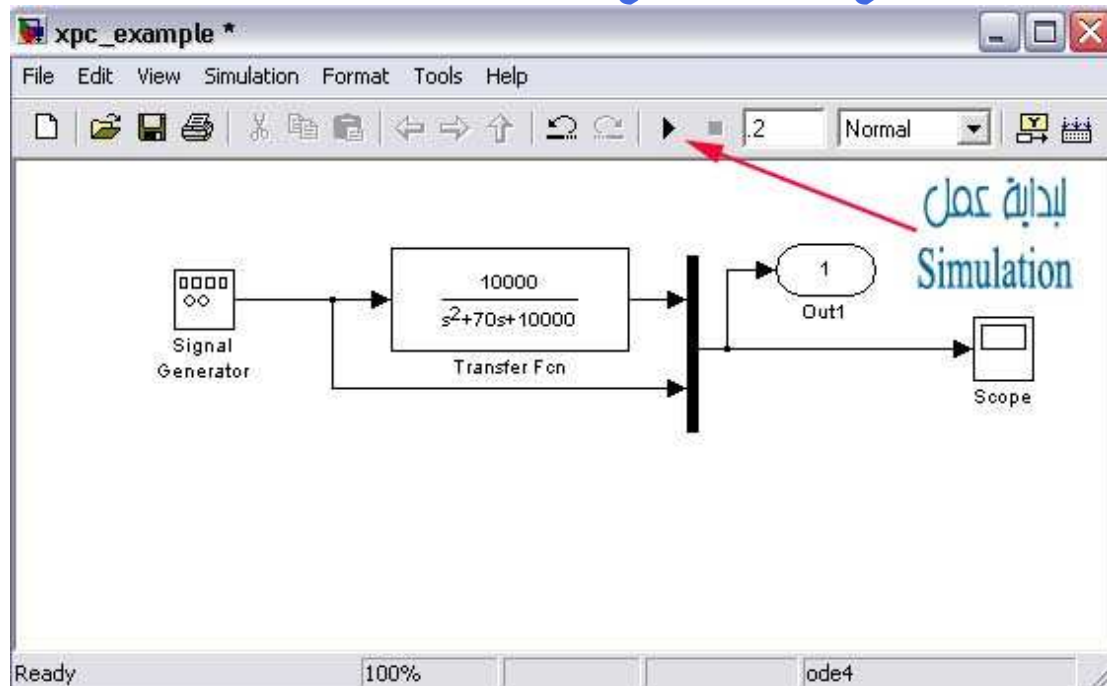 xpc_example *
File Edit View Simulation Format Tools Help
.2 Normal
لبداية عمل
Simulation
10000
s²+70s+10000
Transfer Fcn
Signal
Generator
1
Out1
Scope
Ready 100% ode4